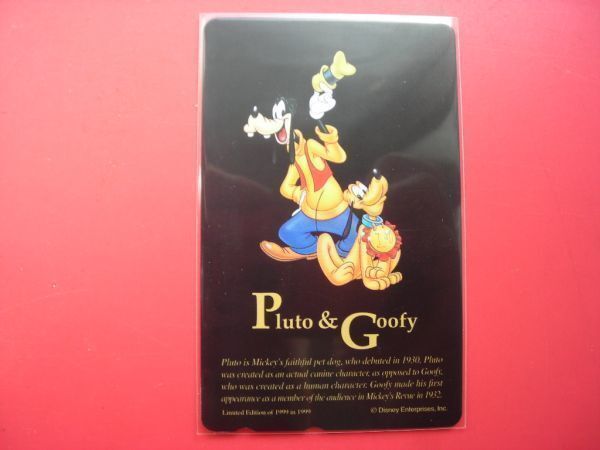 Pluto & Goofy
Pluto is Mickey's faithful pet dog, who debuted in 1930. Pluto
was created as an actual canine character, as opposed to Goofy,
who was created as a human character. Goofy made his first
appearance as a member of the audience in Mickey's Revue in 1932.
Limited Edition of 1999 in 1999
© Disney Enterprises, Inc.